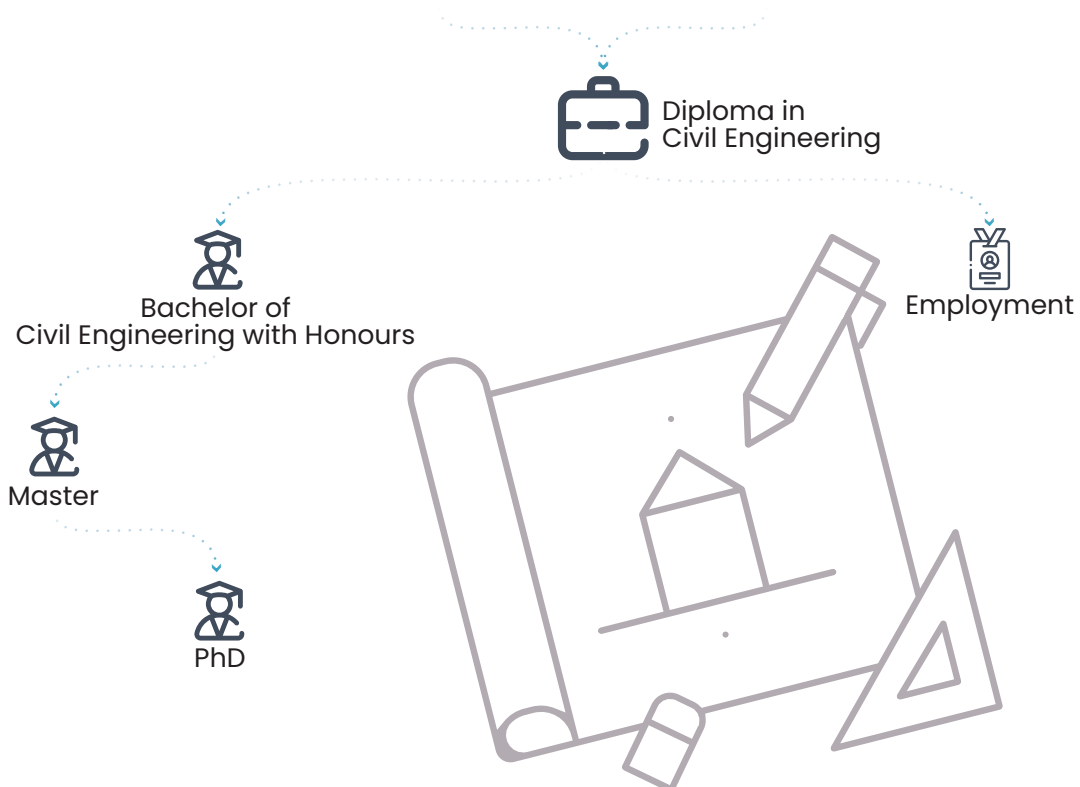 Diploma in
Civil Engineering
Bachelor of
Civil Engineering with Honours
Employment
Master
PhD